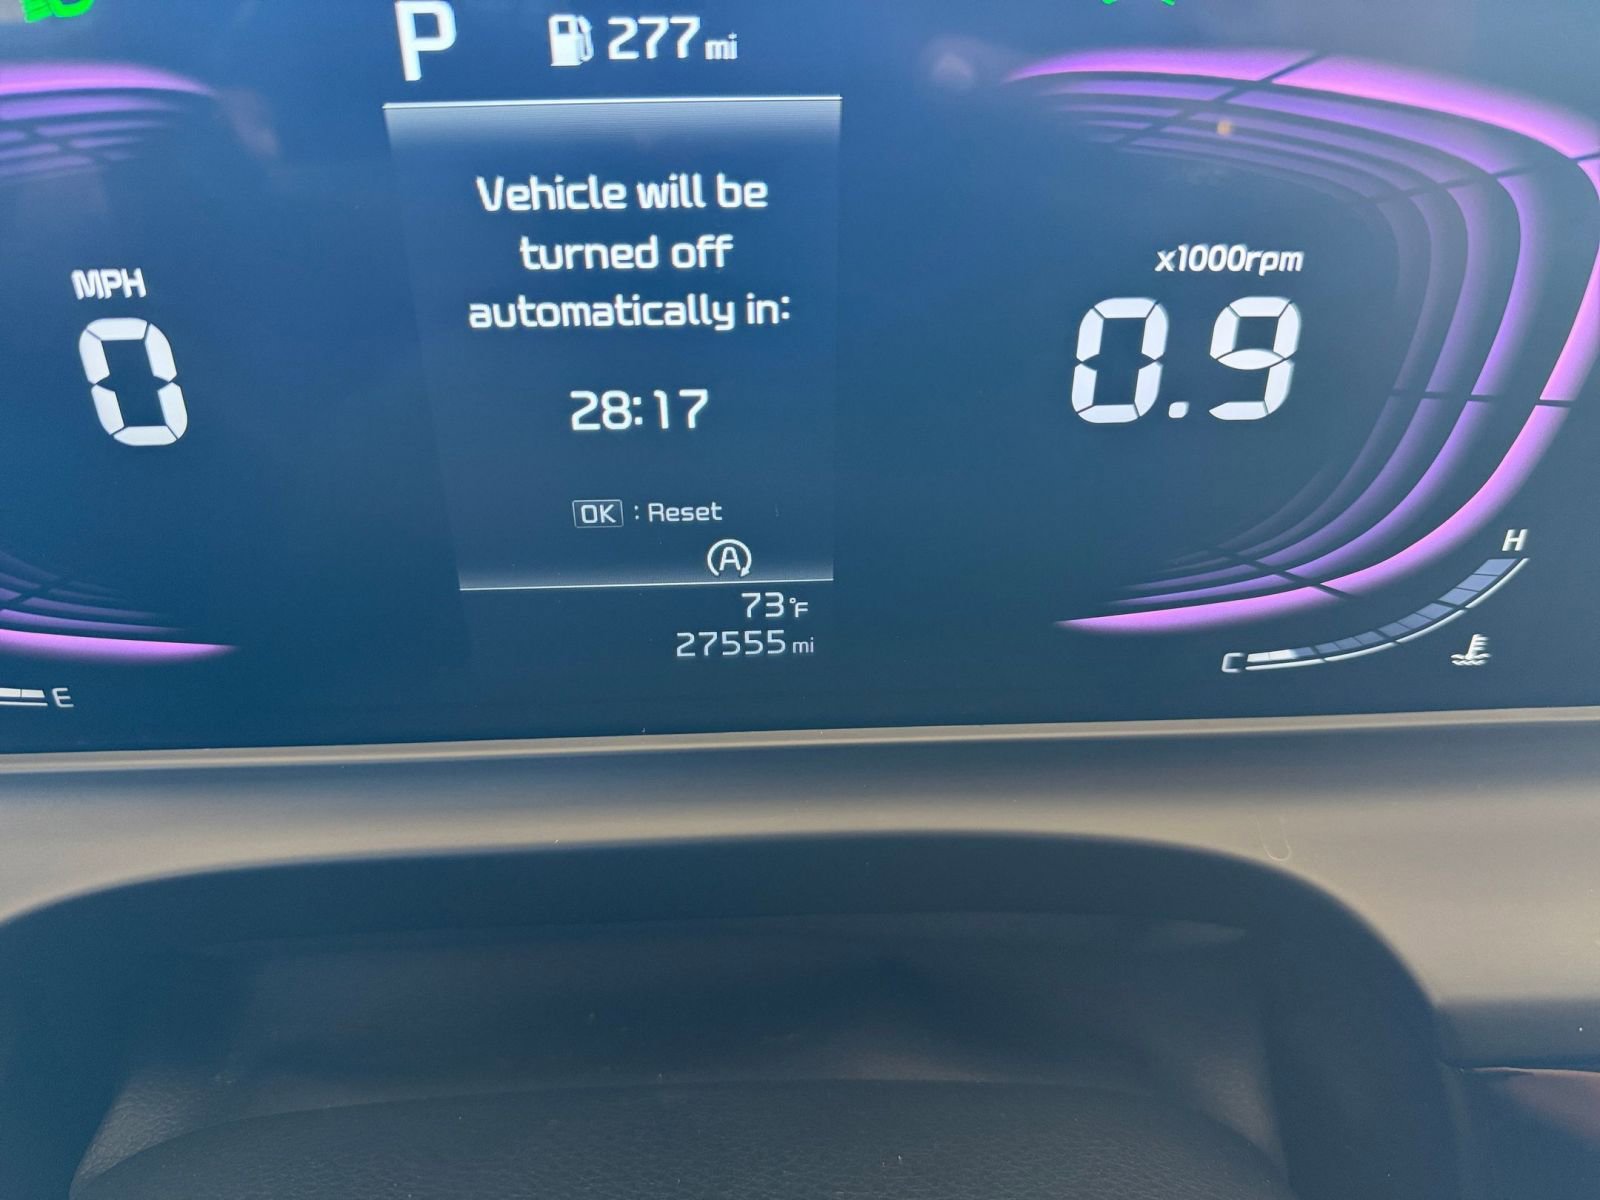 P
277 mi
Vehicle will be
turned off
automatically in:
28:17
OK : Reset
A
73°F
27555 mi
MPH
0
E
x1000rpm
0.9
H
C